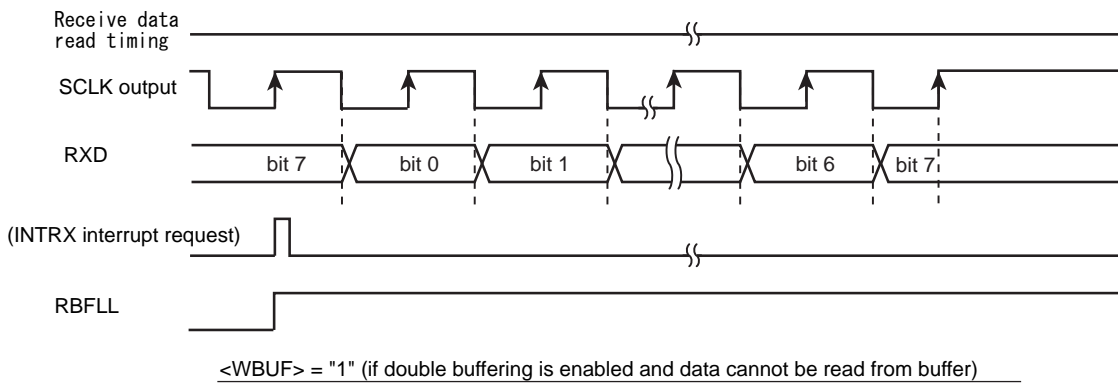 Receive data
read timing
SCLK output
RXD
bit 7
bit 0
bit 1
bit 6
bit 7
(INTRX interrupt request)
RBFLL
<WBUF> = "1" (if double buffering is enabled and data cannot be read from buffer)